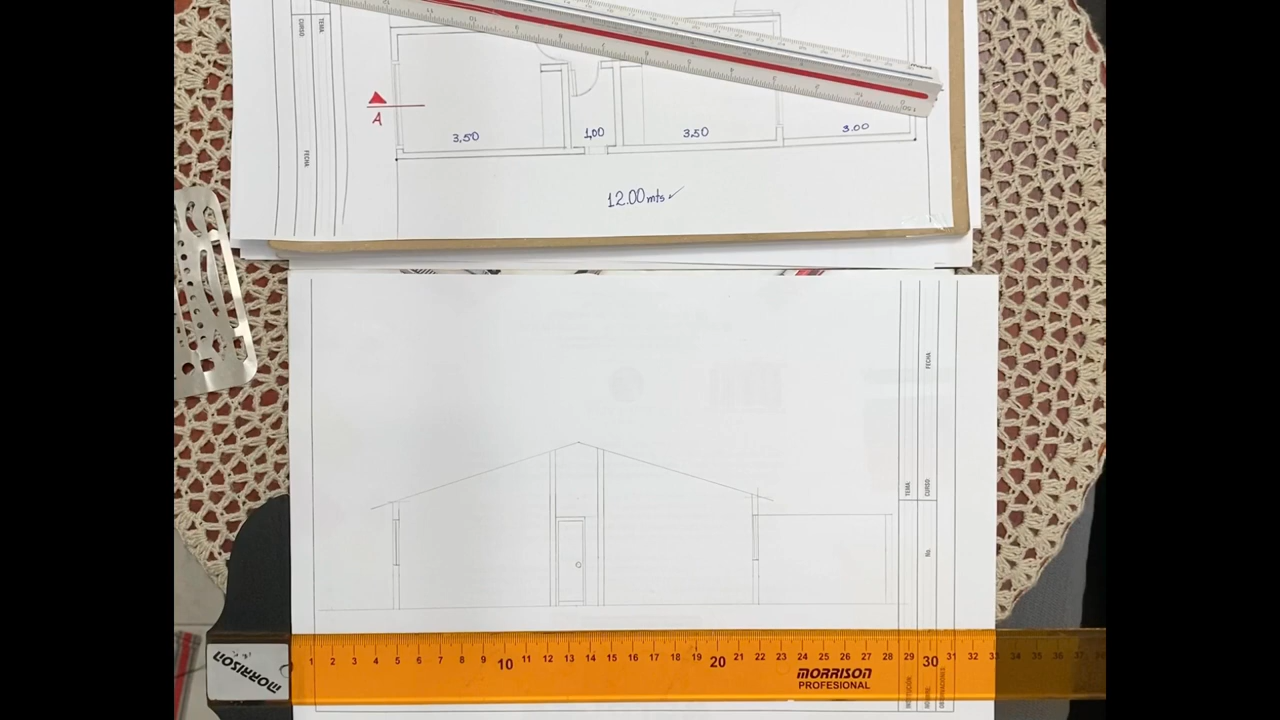 CURSO
TEMA:
FECHA
A
3,50
1,00
3,50
3.00
12.00 mts
FECHA
TEMA:
CURSO:
No.
INSTITUCIÓN:
NOMBRE:
OBSERVACIONES:
MORRISON
1 2 3 4 5 6 7 8 9 10 11 12 13 14 15 16 17 18 19 20 21 22 23 24 25 26 27 28 29 30 31 32 33 34 35 36 37 38
MORRISON
PROFESIONAL